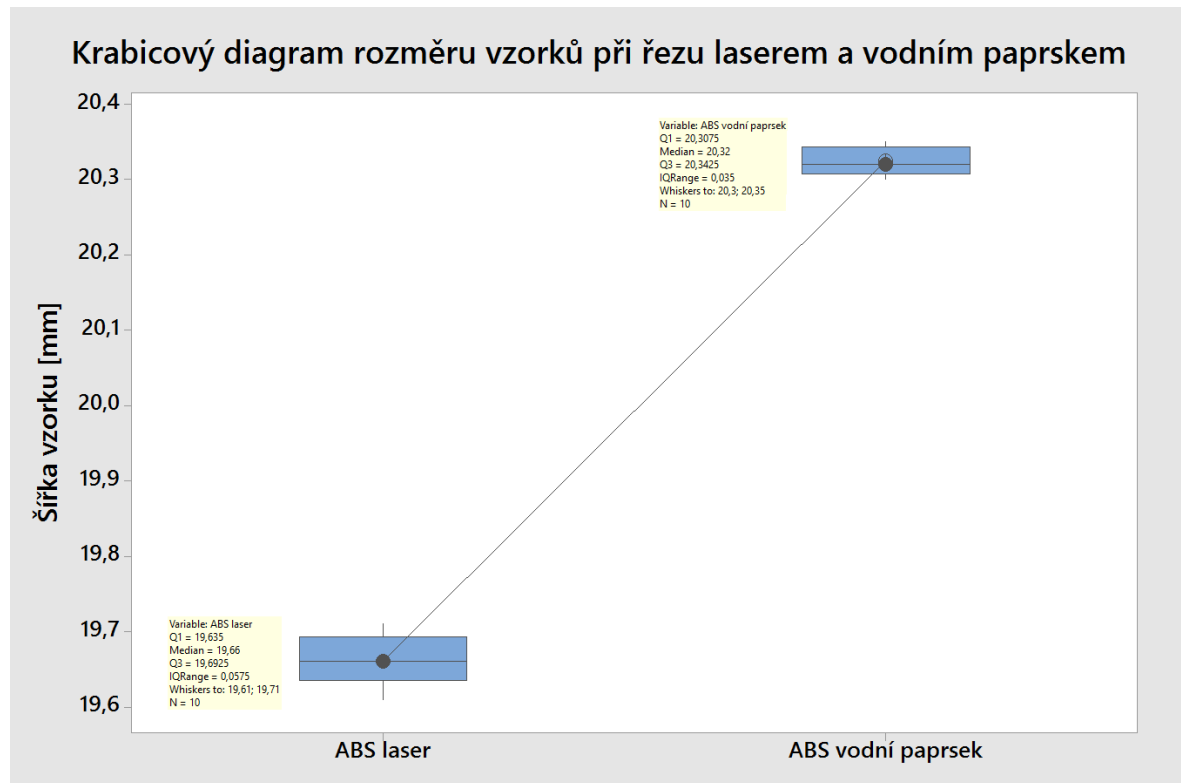 Krabicový diagram rozměru vzorků při řezu laserem a vodním paprskem
Šířka vzorku [mm]
20,4
20,3
20,2
20,1
20,0
19,9
19,8
19,7
19,6
Variable: ABS vodní paprsek
Q1 = 20,3075
Median = 20,32
Q3 = 20,3425
IQRange = 0,035
Whiskers to: 20,3; 20,35
N = 10
Variable: ABS laser
Q1 = 19,635
Median = 19,66
Q3 = 19,6925
IQRange = 0,0575
Whiskers to: 19,61; 19,71
N = 10
ABS laser
ABS vodní paprsek